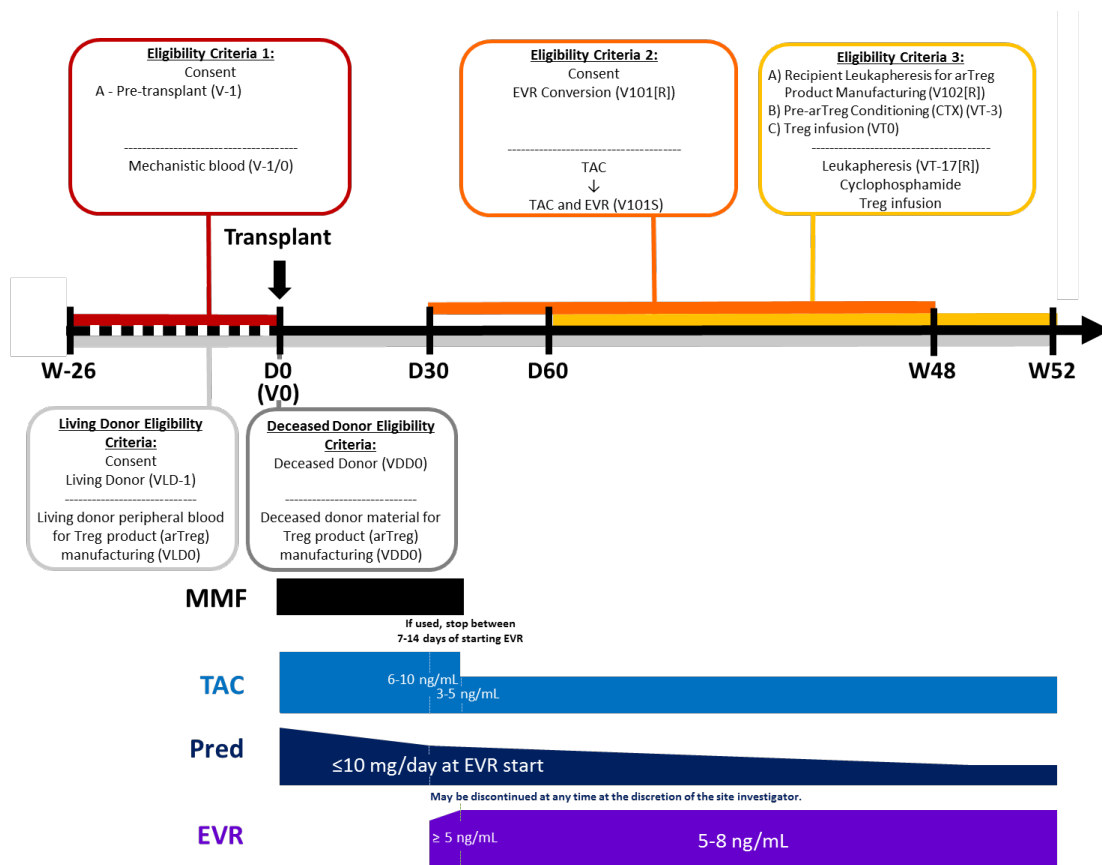 Eligibility Criteria 1:
Consent
A - Pre-transplant (V-1)
-------------------------------------
Mechanistic blood (V-1/0)
Eligibility Criteria 2:
Consent
EVR Conversion (V101[R])
-------------------------------------
TAC
↓
TAC and EVR (V101S)
Eligibility Criteria 3:
A) Recipient Leukapheresis for arTreg
Product Manufacturing (V102[R])
B) Pre-arTreg Conditioning (CTX) (VT-3)
C) Treg infusion (VT0)
---------------------------------------
Leukapheresis (VT-17[R])
Cyclophosphamide
Treg infusion
Transplant
W-26
D0
(V0)
D30
D60
W48
W52
Living Donor Eligibility
Criteria:
Consent
Living Donor (VLD-1)
-----------------------------
Living donor peripheral blood
for Treg product (arTreg)
manufacturing (VLD0)
Deceased Donor Eligibility
Criteria:
Deceased Donor (VDD0)
-----------------------------
Deceased donor material for
Treg product (arTreg)
manufacturing (VDD0)
MMF
If used, stop between
7-14 days of starting EVR
TAC
6-10 ng/mL
3-5 ng/mL
Pred
≤10 mg/day at EVR start
May be discontinued at any time at the discretion of the site investigator.
EVR
≥ 5 ng/mL
5-8 ng/mL